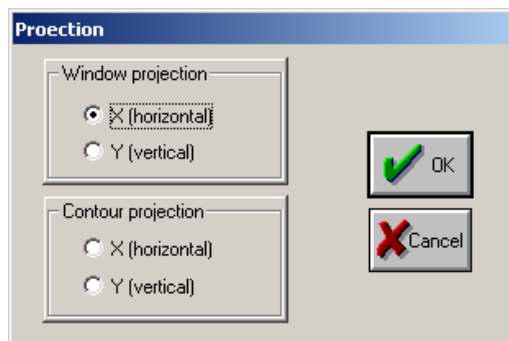 Proection
Window projection
X (horizontal)
Y (vertical)
OK
Contour projection
Cancel
X (horizontal)
Y (vertical)